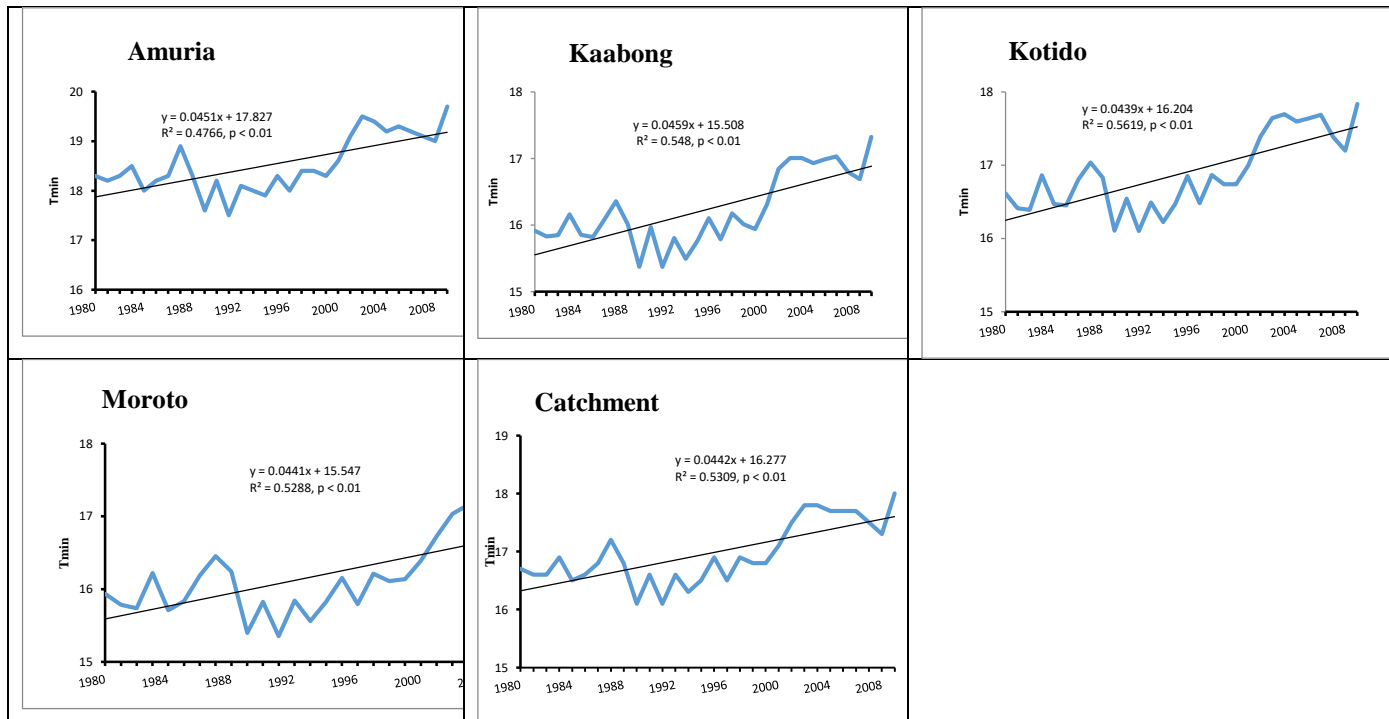 Amuria
y = 0.0451x + 17.827
R² = 0.4766, p < 0.01
Tmin
20
19
18
17
16
1980 1984 1988 1992 1996 2000 2004 2008
Kaabong
y = 0.0459x + 15.508
R² = 0.548, p < 0.01
Tmin
18
17
16
15
1980 1984 1988 1992 1996 2000 2004 2008
Kotido
y = 0.0439x + 16.204
R² = 0.5619, p < 0.01
Tmin
18
17
16
15
1980 1984 1988 1992 1996 2000 2004 2008
Moroto
y = 0.0441x + 15.547
R² = 0.5288, p < 0.01
Tmin
18
17
16
15
1980 1984 1988 1992 1996 2000
Catchment
y = 0.0442x + 16.277
R² = 0.5309, p < 0.01
Tmin
19
18
17
16
15
1980 1984 1988 1992 1996 2000 2004 2008